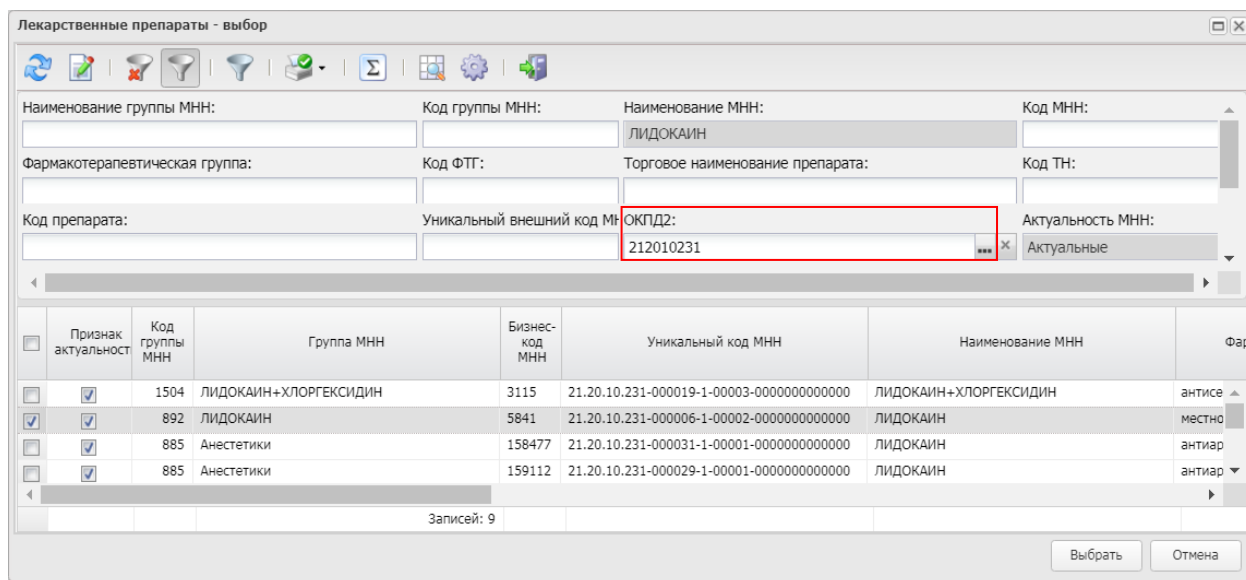 Лекарственные препараты - выбор
Наименование группы МНН: Код группы МНН: Наименование МНН: Код МНН:
ЛИДОКАИН
Фармакотерапевтическая группа: Код ФТГ: Торговое наименование препарата: Код ТН:
Код препарата: Уникальный внешний код МН ОКПД2: Актуальность МНН:
212010231 ... Актуальные
Признак актуальност Код группы МНН Группа МНН Бизнес-код МНН Уникальный код МНН Наименование МНН Фар
1504 ЛИДОКАИН+ХЛОРГЕКСИДИН 3115 21.20.10.231-000019-1-00003-0000000000000 ЛИДОКАИН+ХЛОРГЕКСИДИН антисе
892 ЛИДОКАИН 5841 21.20.10.231-000006-1-00002-0000000000000 ЛИДОКАИН местно
885 Анестетики 158477 21.20.10.231-000031-1-00001-0000000000000 ЛИДОКАИН антиар
885 Анестетики 159112 21.20.10.231-000029-1-00001-0000000000000 ЛИДОКАИН антиар
Записей: 9
Выбрать Отмена